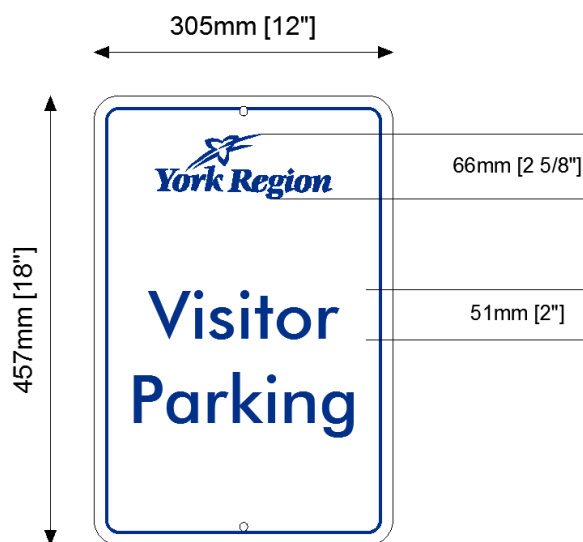 305mm [12"]
York Region
66mm [2 5/8"]
457mm [18"]
51mm [2"]
Visitor
Parking